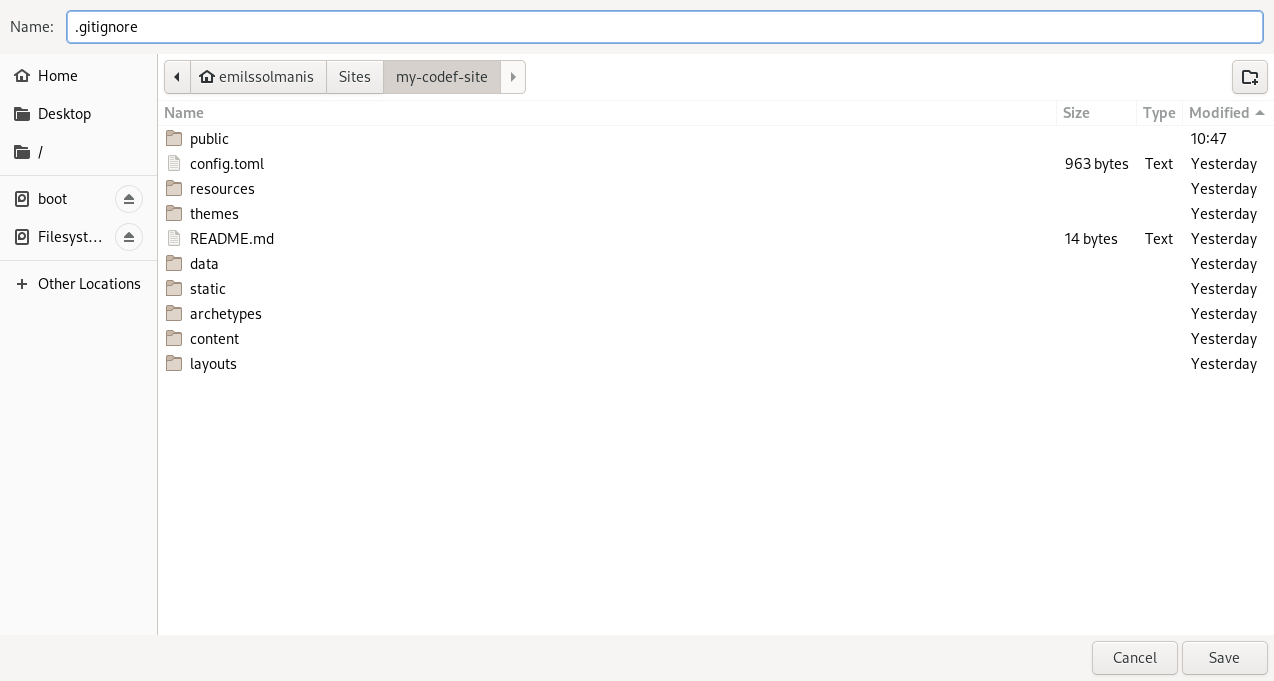 Name: .gitignore
Home
Desktop
/
boot
Filesyst...
Other Locations
emilssolmanis Sites my-codef-site
Name Size Type Modified
public 10:47
config.toml 963 bytes Text Yesterday
resources Yesterday
themes Yesterday
README.md 14 bytes Text Yesterday
data Yesterday
static Yesterday
archetypes Yesterday
content Yesterday
layouts Yesterday
Cancel Save